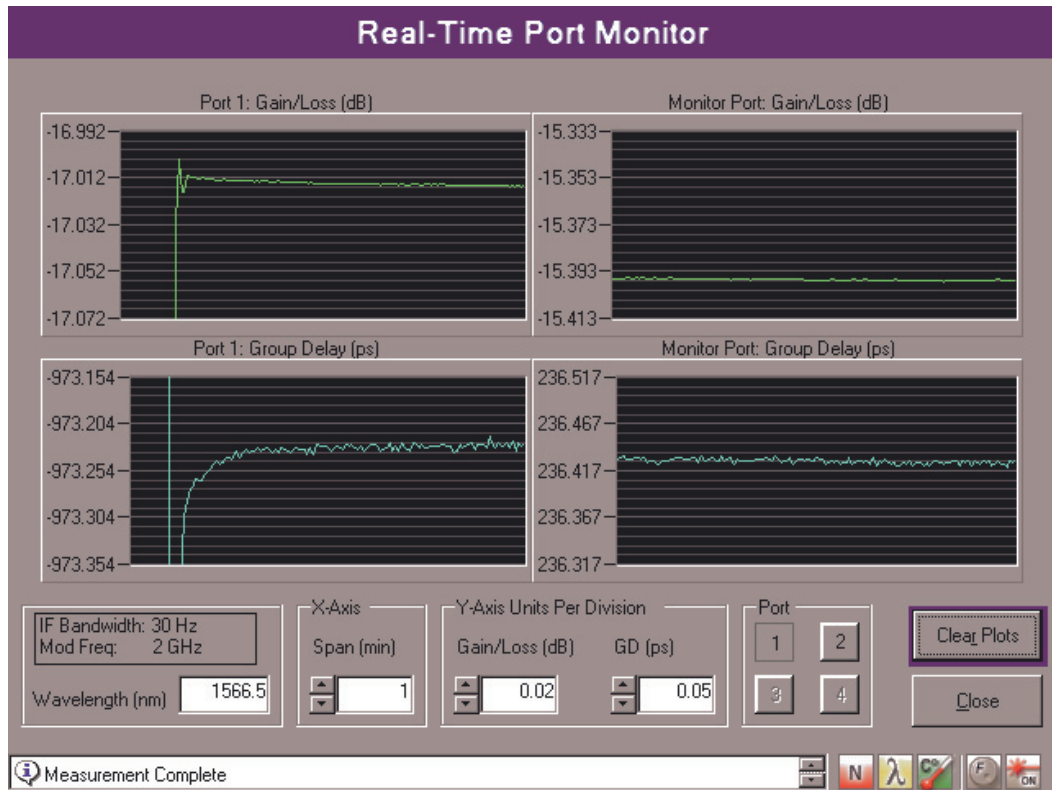 Real-Time Port Monitor
Port 1: Gain/Loss (dB)
-16.992
-17.012
-17.032
-17.052
-17.072
Monitor Port: Gain/Loss (dB)
-15.333
-15.353
-15.373
-15.393
-15.413
Port 1: Group Delay (ps)
-973.154
-973.204
-973.254
-973.304
-973.354
Monitor Port: Group Delay (ps)
236.517
236.467
236.417
236.367
236.317
IF Bandwidth: 30 Hz
Mod Freq: 2 GHz
Wavelength (nm) 1566.5
X-Axis
Span (min)
1
Y-Axis Units Per Division
Gain/Loss (dB) GD (ps)
0.02 0.05
Port
1 2
3 4
Clear Plots
Close
Measurement Complete
N λ C° ON